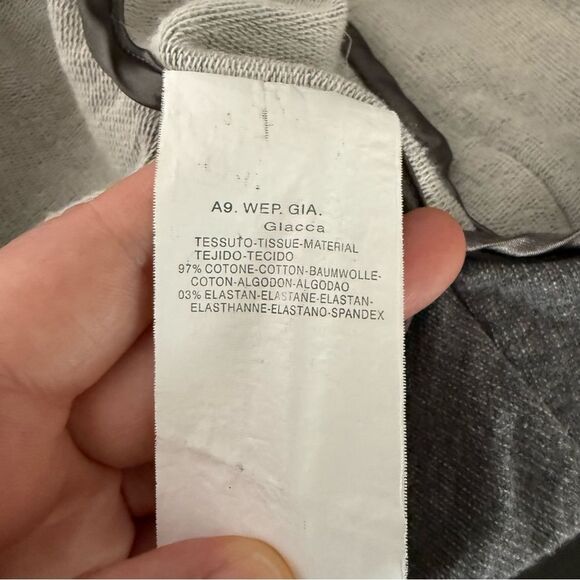 A9. WEP. GIA.
Giacca
TESSUTO-TISSUE-MATERIAL
TEJIDO-TECIDO
97% COTONE-COTTON-BAUMWOLLE-
COTON-ALGODON-ALGODAO
03% ELASTAN-ELASTANE-ELASTAN-
ELASTHANNE-ELASTANO-SPANDEX